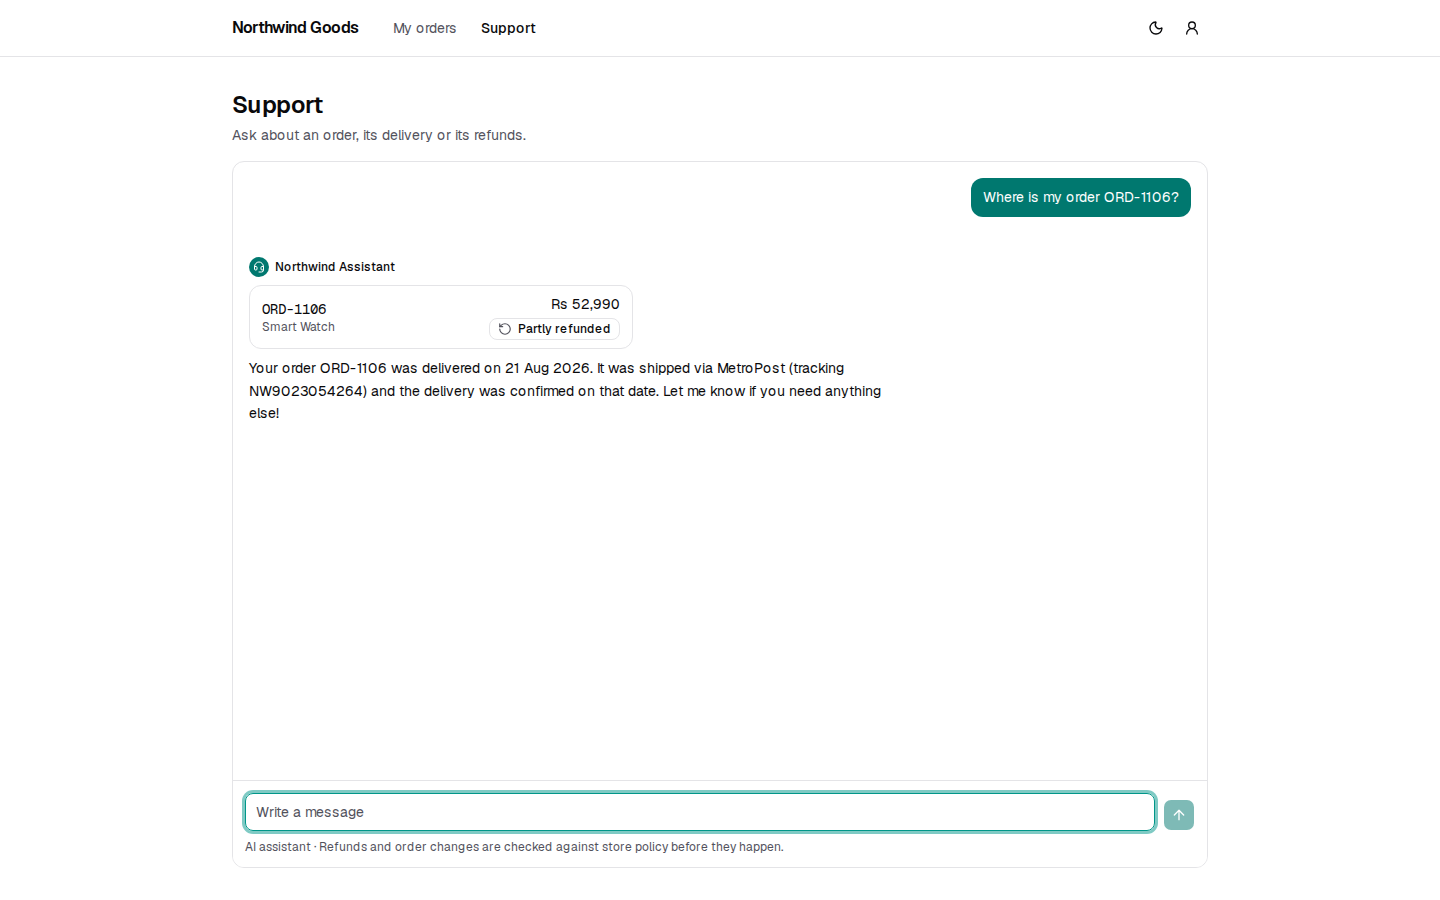 Northwind Goods My orders Support
Support
Ask about an order, its delivery or its refunds.
Where is my order ORD-1106?
Northwind Assistant
ORD-1106
Smart Watch
Rs 52,990
Partly refunded
Your order ORD-1106 was delivered on 21 Aug 2026. It was shipped via MetroPost (tracking
NW9023054264) and the delivery was confirmed on that date. Let me know if you need anything
else!
Write a message
AI assistant · Refunds and order changes are checked against store policy before they happen.